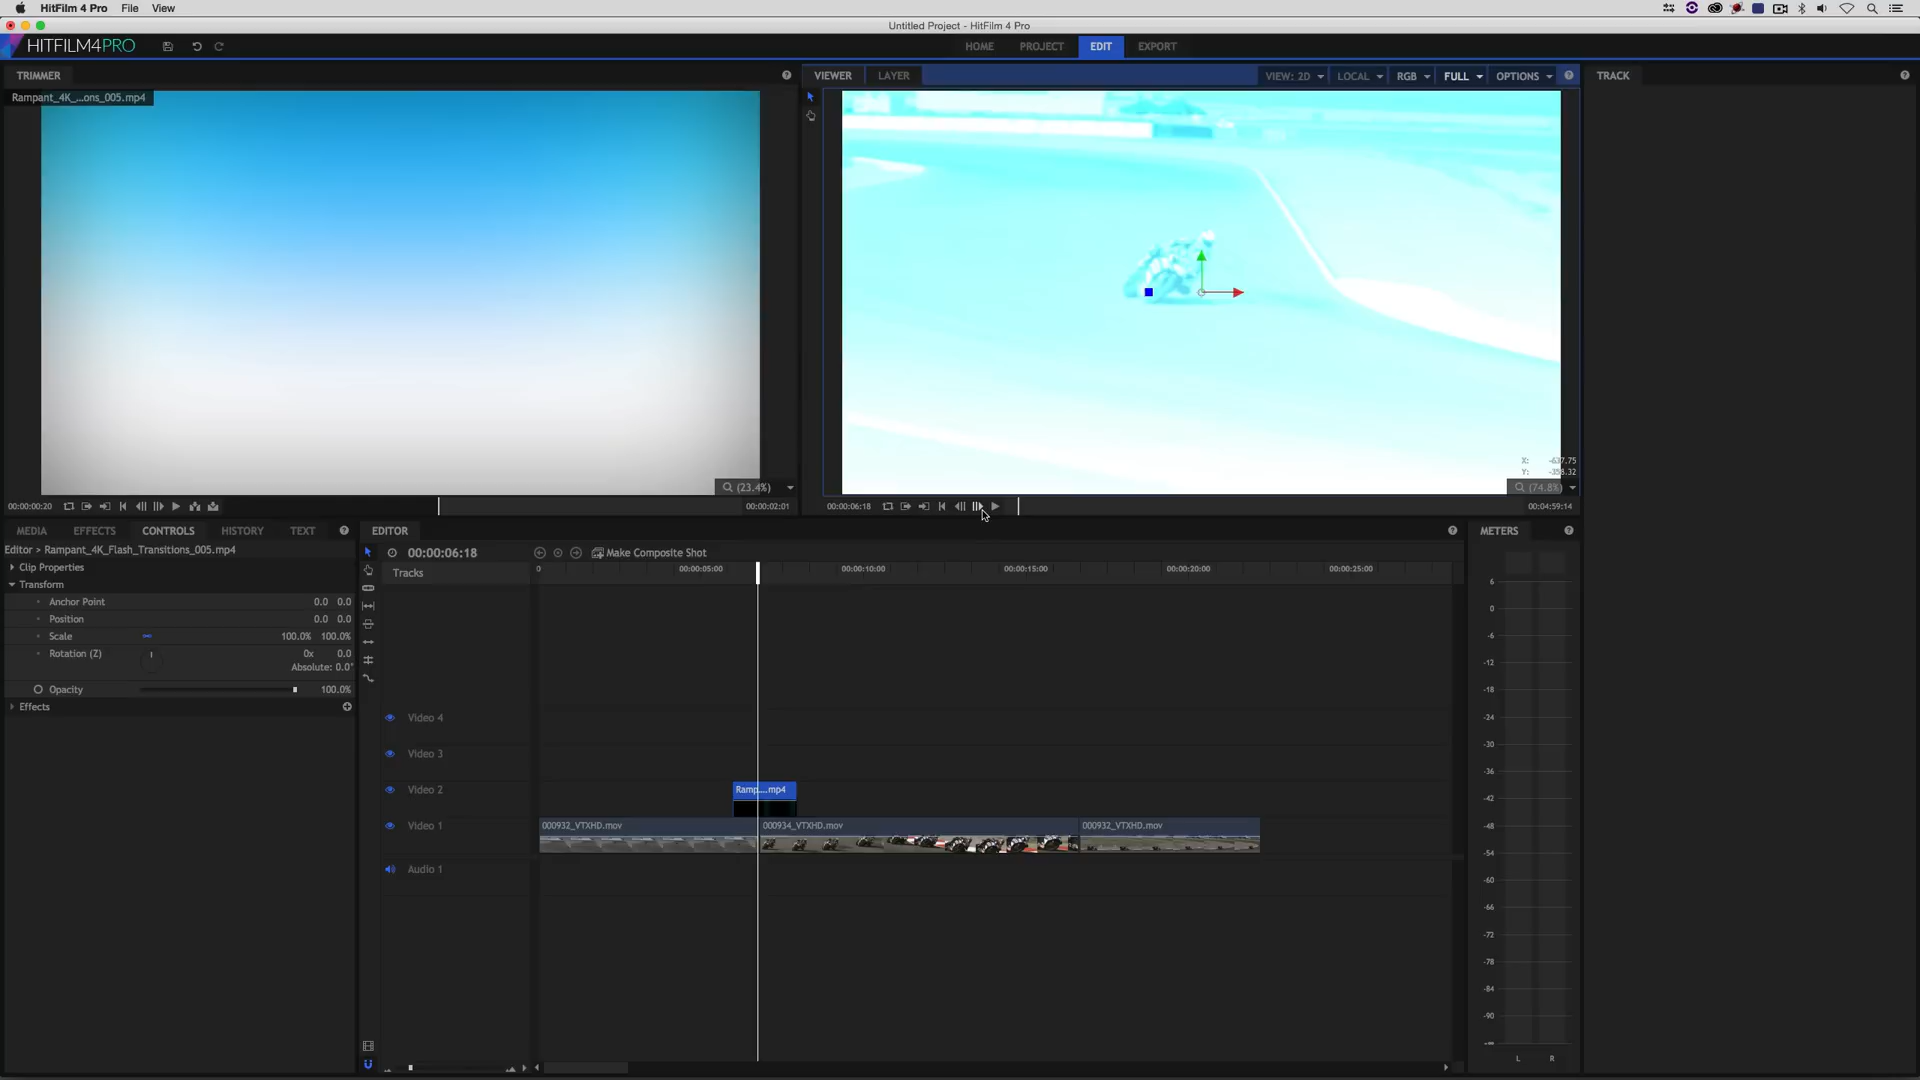 HitFilm 4 Pro File View
Untitled Project - HitFilm 4 Pro
HITFILM4PRO HOME PROJECT EDIT EXPORT
TRIMMER
VIEWER LAYER VIEW: 2D LOCAL RGB FULL OPTIONS
TRACK
Rampant_4K_...ons_005.mp4
X:
Y:
(23.4%)
(74.8%)
00:00:00:20 00:00:02:01
00:00:06:18 00:04:59:14
MEDIA EFFECTS CONTROLS HISTORY TEXT
EDITOR
METERS
Editor > Rampant_4K_Flash_Transitions_005.mp4
Clip Properties
Transform
Anchor Point 0.0 0.0
Position 0.0 0.0
Scale 100.0% 100.0%
Rotation (Z) 0x 0.0
Absolute: 0.0°
Opacity 100.0%
Effects
00:00:06:18 Make Composite Shot
Tracks
0 00:00:05:00 00:00:10:00 00:00:15:00 00:00:20:00 00:00:25:00
Video 4
Video 3
Video 2
Ramp....mp4
Video 1
000932_VTXHD.mov 000934_VTXHD.mov 000932_VTXHD.mov
Audio 1
6
0
-6
-12
-18
-24
-30
-36
-42
-48
-54
-60
-66
-72
-78
-84
-90
-∞
L R